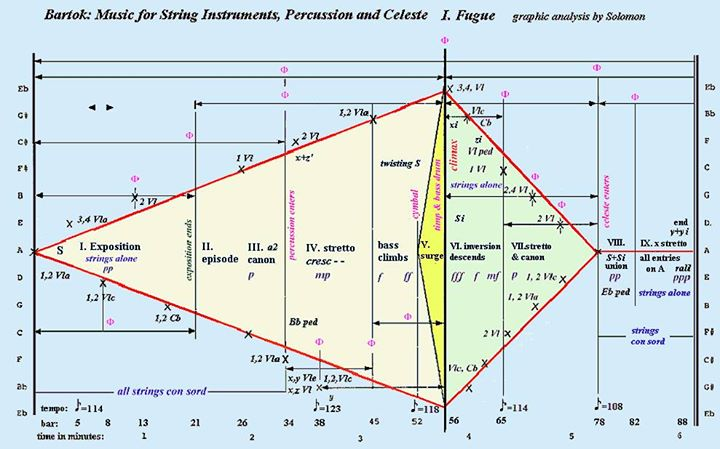 Bartok: Music for String Instruments, Percussion and Celeste   I. Fugue   graphic analysis by Solomon
Φ
Φ
Φ Φ Φ
Φ Φ Φ
Eb G# C# F# B E A D G C F Bb Eb
Eb Bb F C G D A E B F# C# G# Eb
3,4, Vl
1,2 Vla
Vlc
Cb
xi
zi
2 Vl
x+z'
Vl ped
1 Vl
1 Vl
strings alone
twisting S
climax
2 Vl
2,4 Vl
3,4 Vla
Si
2 Vl
percussion enters
cymbal
timp & bass drum
celeste enters
exposition ends
end
y+y i
S
I. Exposition
strings alone
pp
II.
episode
III. a2
canon
p
IV. stretto
cresc - -
mp
bass
climbs
f ff
V.
surge
VI. inversion
descends
fff f mf
VII. stretto
& canon
p
VIII.
S+Si
union
pp
IX. x stretto
all entries
on A rall
ppp
1,2 Vla
1,2 Vlc
1,2 Vlc
Eb ped
strings alone
1,2 Cb
1, 2 Vla
Bb ped
2 Vl
strings
con sord
1,2 Vla
Vlc, Cb
x,y Vle
x,z Vl
1,2,Vlc
y
all strings con sord
tempo: ♪=114 ♪=123 ♪=118 ♪=114 ♪=108
bar: 5 8 13 18 21 26 34 38 45 52 56 65 78 82 88
time in minutes: 1 2 3 4 5 6